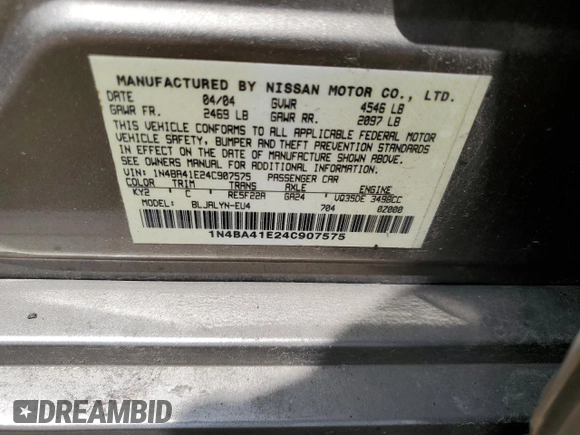 MANUFACTURED BY NISSAN MOTOR CO., LTD.
DATE 04/04 GVWR 4546 LB
GAWR FR. 2469 LB GAWR RR. 2097 LB
THIS VEHICLE CONFORMS TO ALL APPLICABLE FEDERAL MOTOR
VEHICLE SAFETY, BUMPER AND THEFT PREVENTION STANDARDS
IN EFFECT ON THE DATE OF MANUFACTURE SHOWN ABOVE.
SEE OWNERS MANUAL FOR ADDITIONAL INFORMATION.
VIN: 1N4BA41E24C907575 PASSENGER CAR
COLOR TRIM TRANS AXLE ENGINE
KY2 C RE5F22A GA24 VQ35DE 3498CC
MODEL BLJALYN-EU4 704 0Z000
1N4BA41E24C907575
DREAMBID